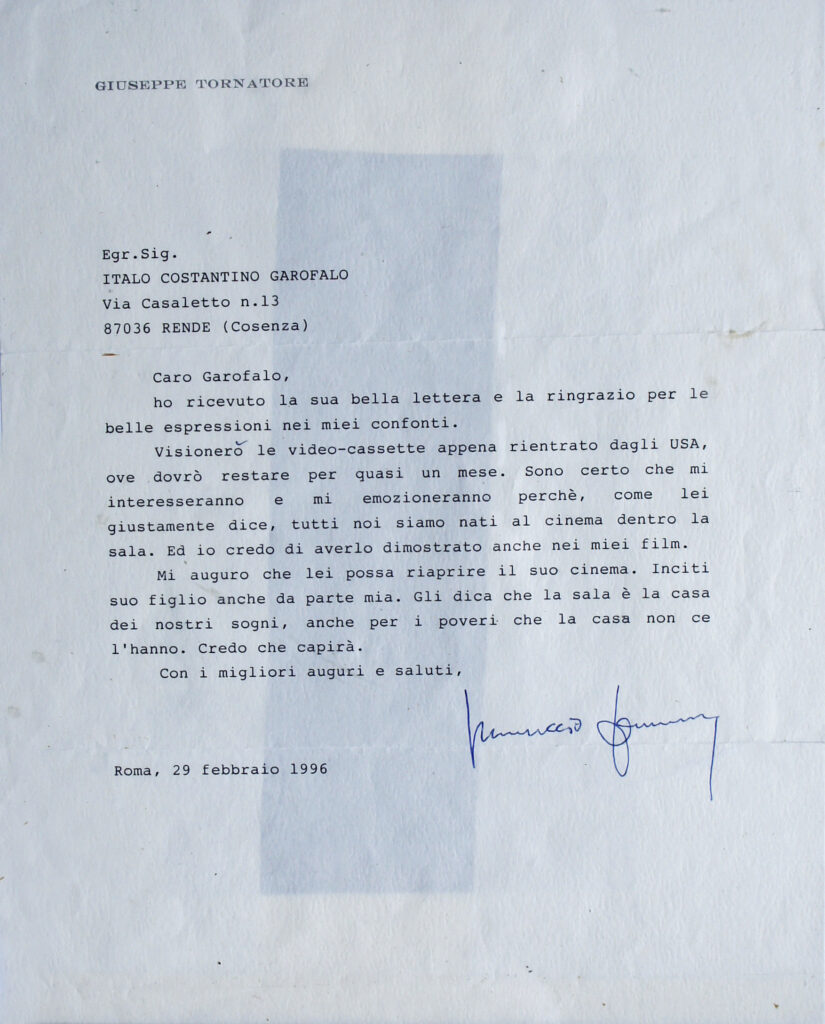 GIUSEPPE TORNATORE
Egr.Sig.
ITALO COSTANTINO GAROFALO
Via Casaletto n.13
87036 RENDE (Cosenza)
Caro Garofalo,
ho ricevuto la sua bella lettera e la ringrazio per le
belle espressioni nei miei confonti.
Visionerò le video-cassette appena rientrato dagli USA,
ove dovrò restare per quasi un mese. Sono certo che mi
interesseranno e mi emozioneranno perchè, come lei
giustamente dice, tutti noi siamo nati al cinema dentro la
sala. Ed io credo di averlo dimostrato anche nei miei film.
Mi auguro che lei possa riaprire il suo cinema. Inciti
suo figlio anche da parte mia. Gli dica che la sala è la casa
dei nostri sogni, anche per i poveri che la casa non ce
l'hanno. Credo che capirà.
Con i migliori auguri e saluti,
Roma, 29 febbraio 1996